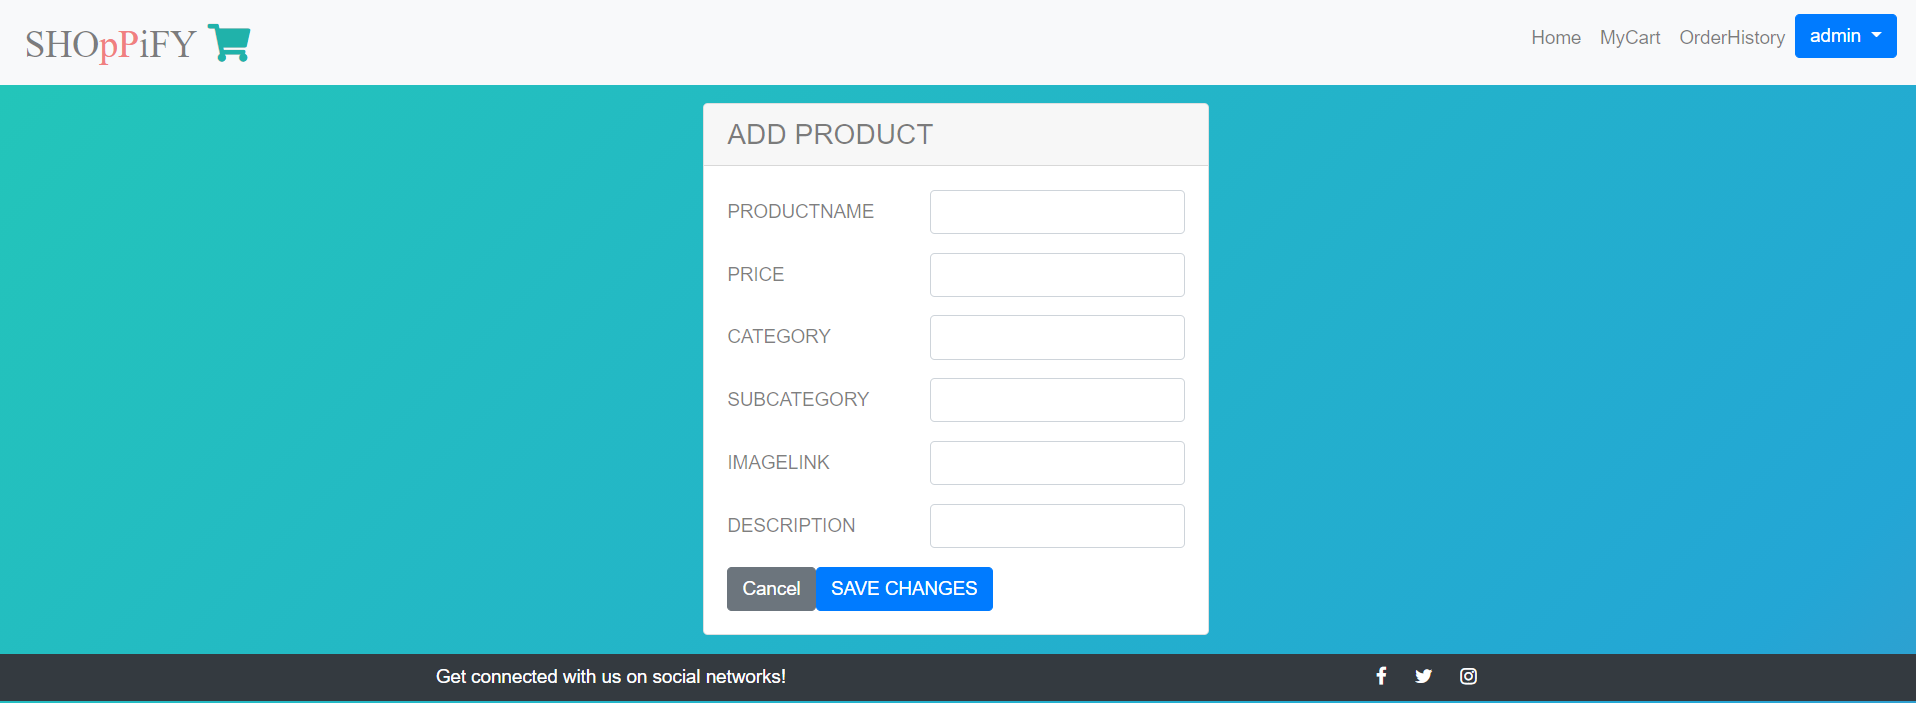 SHOpPiFY
Home MyCart OrderHistory admin
ADD PRODUCT
PRODUCTNAME
PRICE
CATEGORY
SUBCATEGORY
IMAGELINK
DESCRIPTION
Cancel SAVE CHANGES
Get connected with us on social networks!